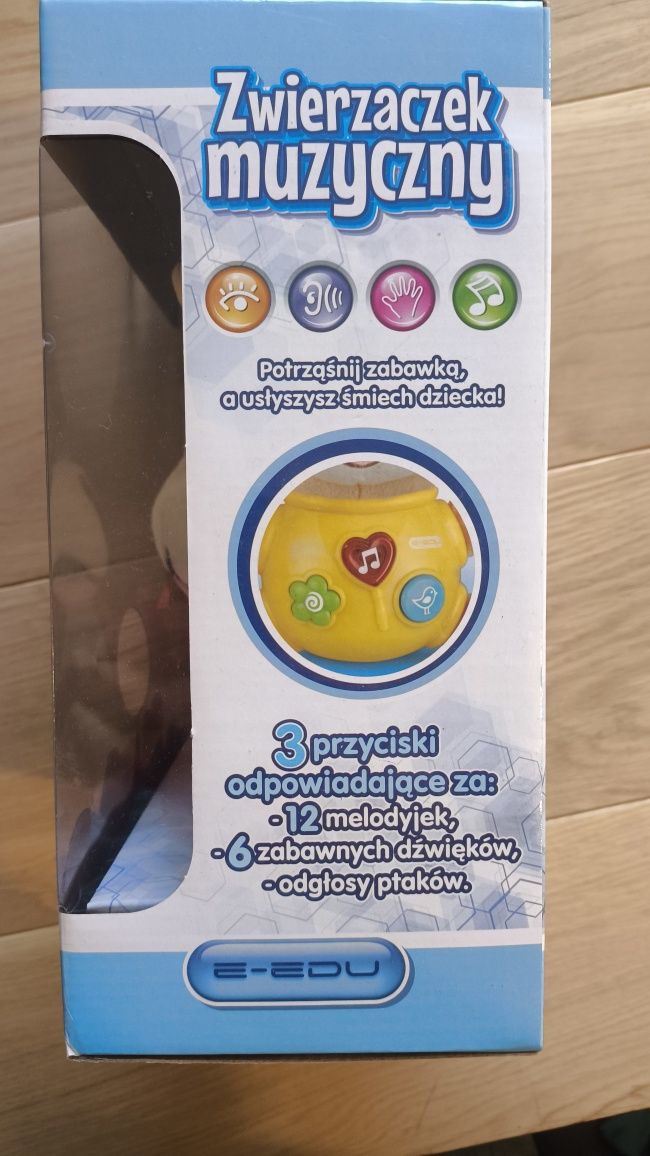 Zwierzaczek
muzyczny
Potrząśnij zabawką,
a usłyszysz śmiech dziecka!
3 przyciski
odpowiadające za:
-12 melodyjek,
-6 zabawnych dźwięków,
-odgłosy ptaków.
E-EDU